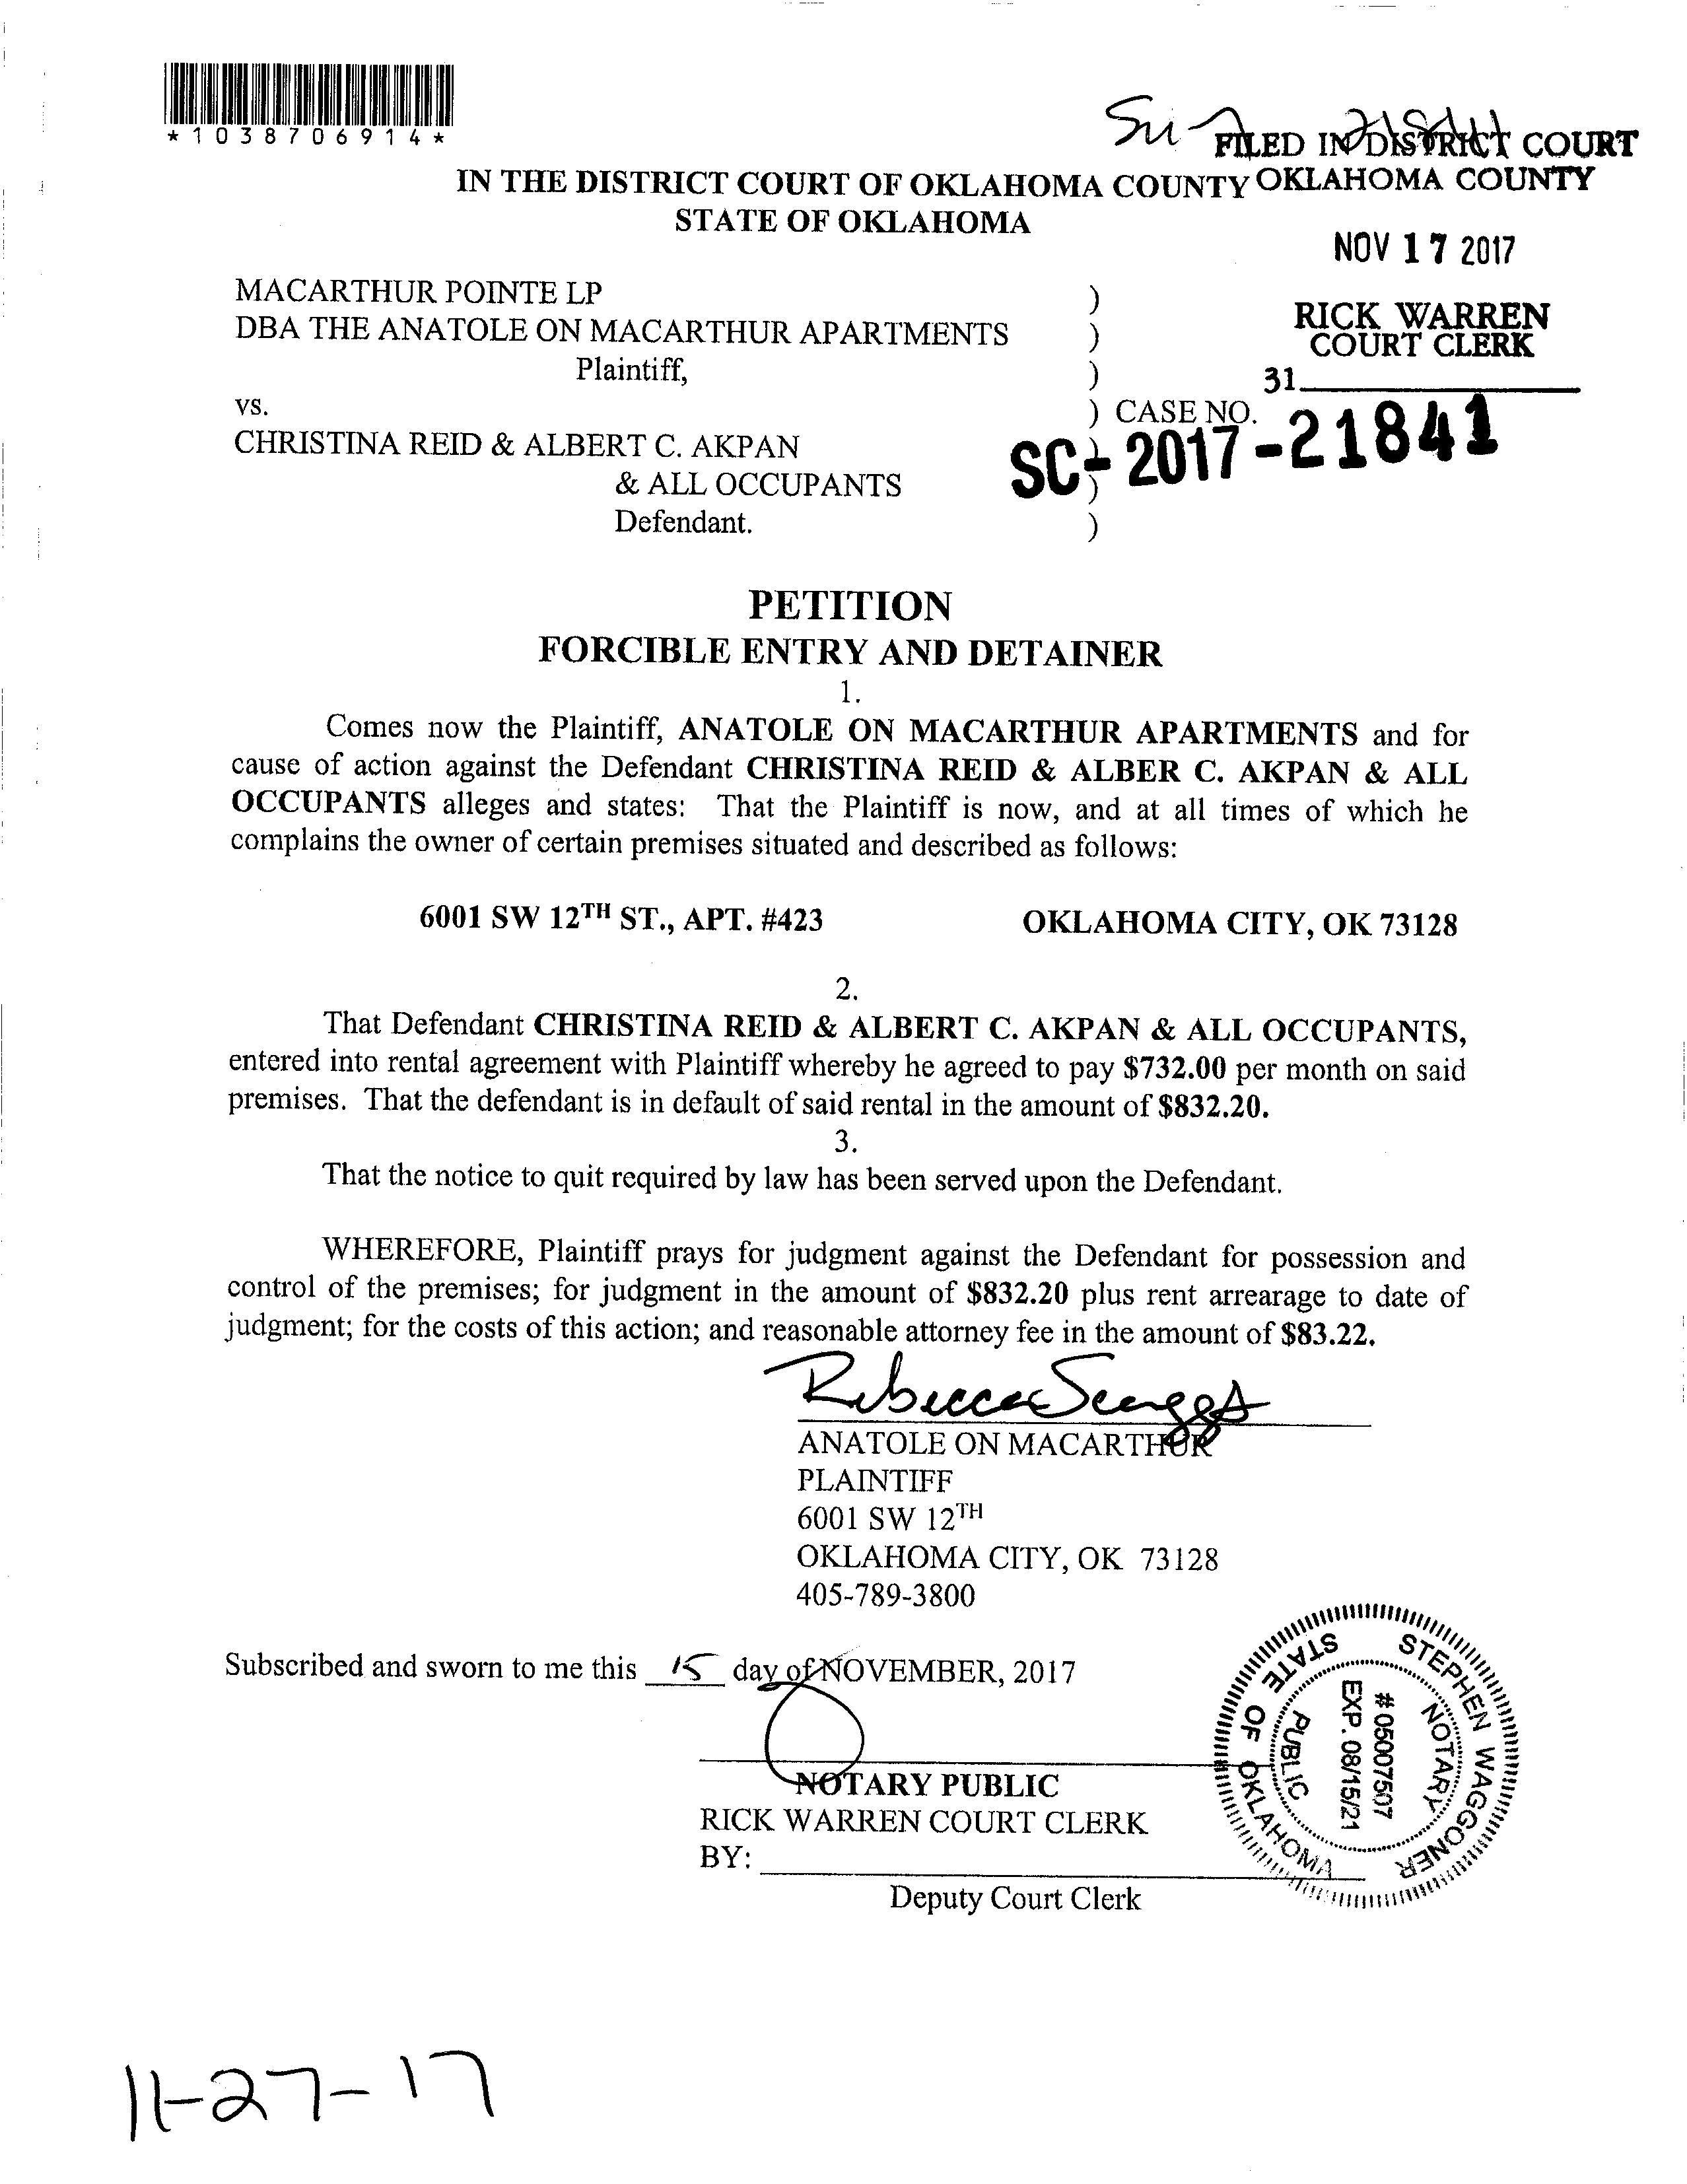 *1038706914*
FILED IN DISTRICT COURT
OKLAHOMA COUNTY
IN THE DISTRICT COURT OF OKLAHOMA COUNTY
STATE OF OKLAHOMA
NOV 17 2017
MACARTHUR POINTE LP )
DBA THE ANATOLE ON MACARTHUR APARTMENTS )
Plaintiff, )
RICK WARREN
COURT CLERK
31
vs. ) CASE NO.
SC-2017-21841
CHRISTINA REID & ALBERT C. AKPAN )
& ALL OCCUPANTS )
Defendant. )
PETITION
FORCIBLE ENTRY AND DETAINER
1.
Comes now the Plaintiff, ANATOLE ON MACARTHUR APARTMENTS and for
cause of action against the Defendant CHRISTINA REID & ALBER C. AKPAN & ALL
OCCUPANTS alleges and states: That the Plaintiff is now, and at all times of which he
complains the owner of certain premises situated and described as follows:
6001 SW 12TH ST., APT. #423 OKLAHOMA CITY, OK 73128
2.
That Defendant CHRISTINA REID & ALBERT C. AKPAN & ALL OCCUPANTS,
entered into rental agreement with Plaintiff whereby he agreed to pay $732.00 per month on said
premises. That the defendant is in default of said rental in the amount of $832.20.
3.
That the notice to quit required by law has been served upon the Defendant.
WHEREFORE, Plaintiff prays for judgment against the Defendant for possession and
control of the premises; for judgment in the amount of $832.20 plus rent arrearage to date of
judgment; for the costs of this action; and reasonable attorney fee in the amount of $83.22.
Rebecca Scaggs
ANATOLE ON MACARTHUR
PLAINTIFF
6001 SW 12TH
OKLAHOMA CITY, OK 73128
405-789-3800
Subscribed and sworn to me this 15 day of NOVEMBER, 2017
NOTARY PUBLIC
RICK WARREN COURT CLERK
BY:
Deputy Court Clerk
STEPHEN WAGGONER
NOTARY PUBLIC
# 05007507
EXP. 08/15/21
STATE OF OKLAHOMA
11-27-17